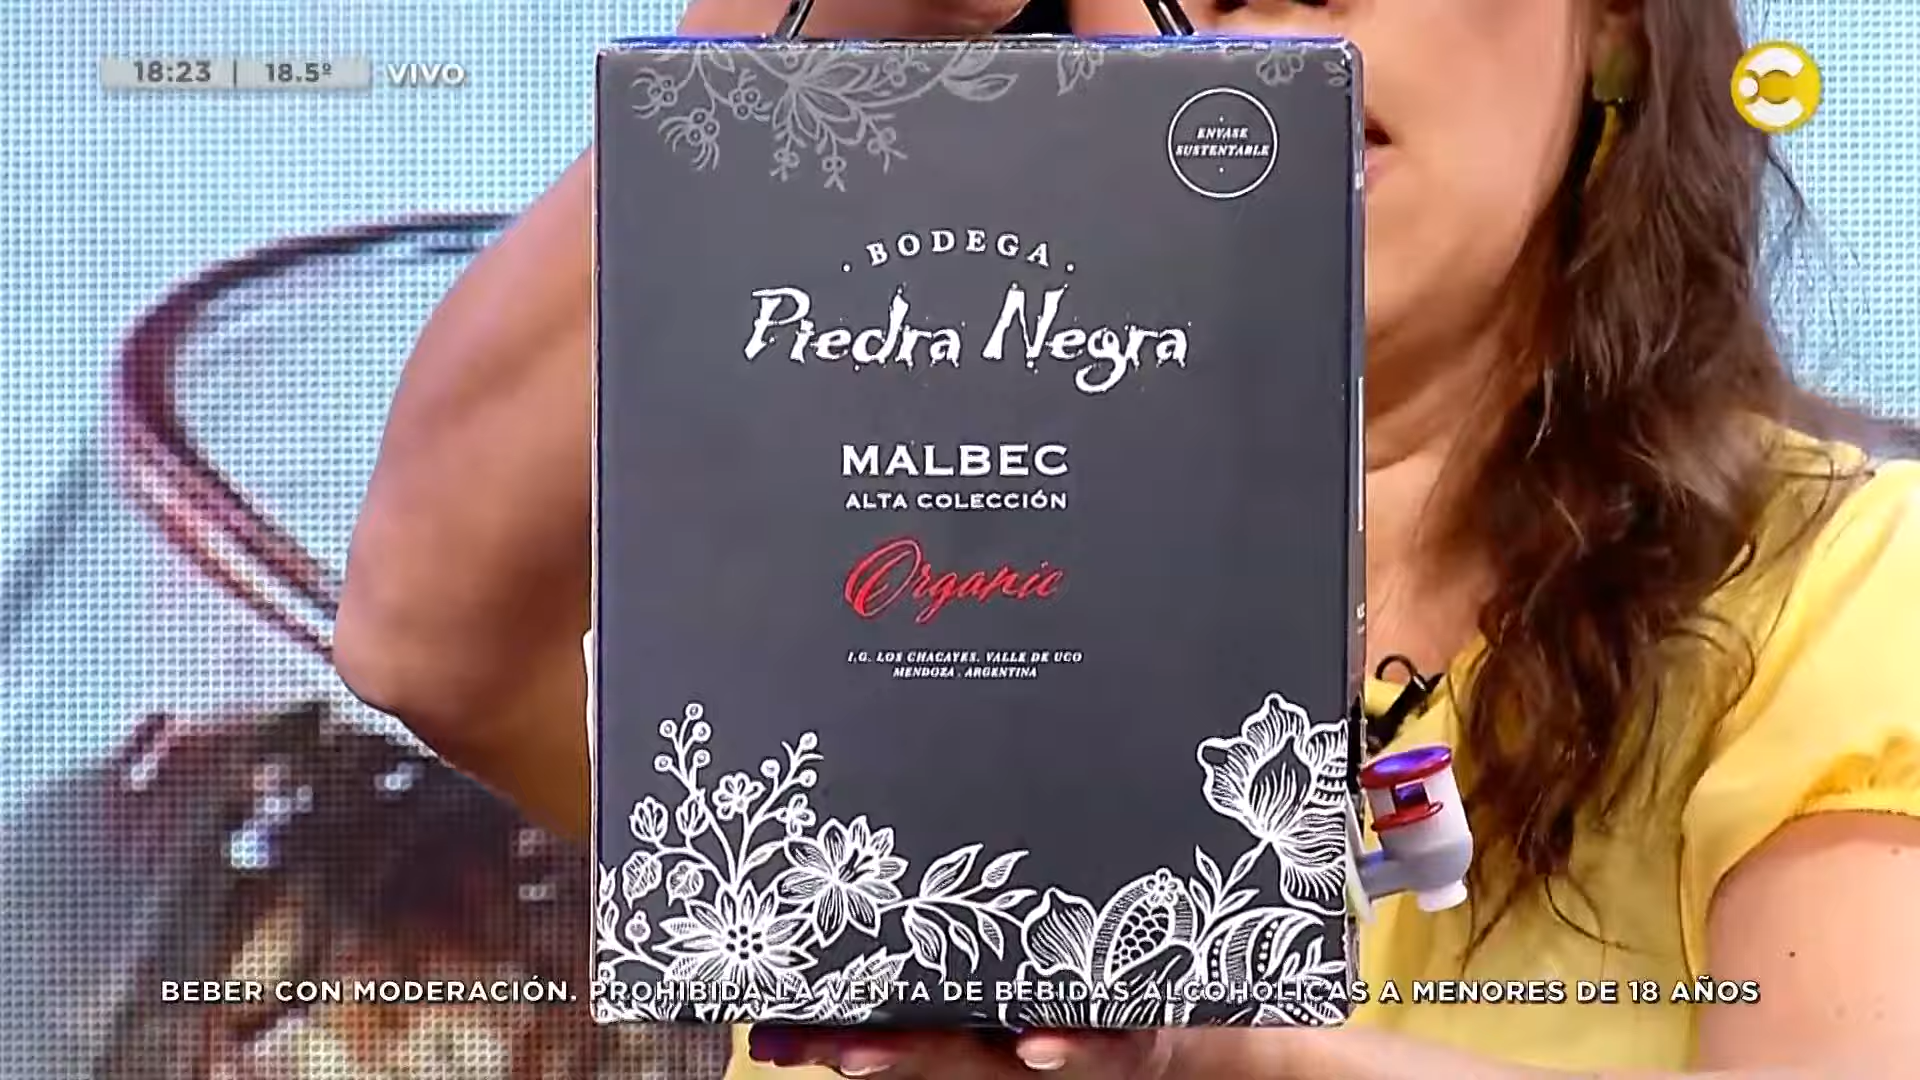 18:23 | 18.5º VIVO
ENVASE
SUSTENTABLE
. BODEGA .
Piedra Negra
MALBEC
ALTA COLECCIÓN
Organic
I.G. LOS CHACAYES. VALLE DE UCO
MENDOZA . ARGENTINA
BEBER CON MODERACIÓN. PROHIBIDA LA VENTA DE BEBIDAS ALCOHÓLICAS A MENORES DE 18 AÑOS